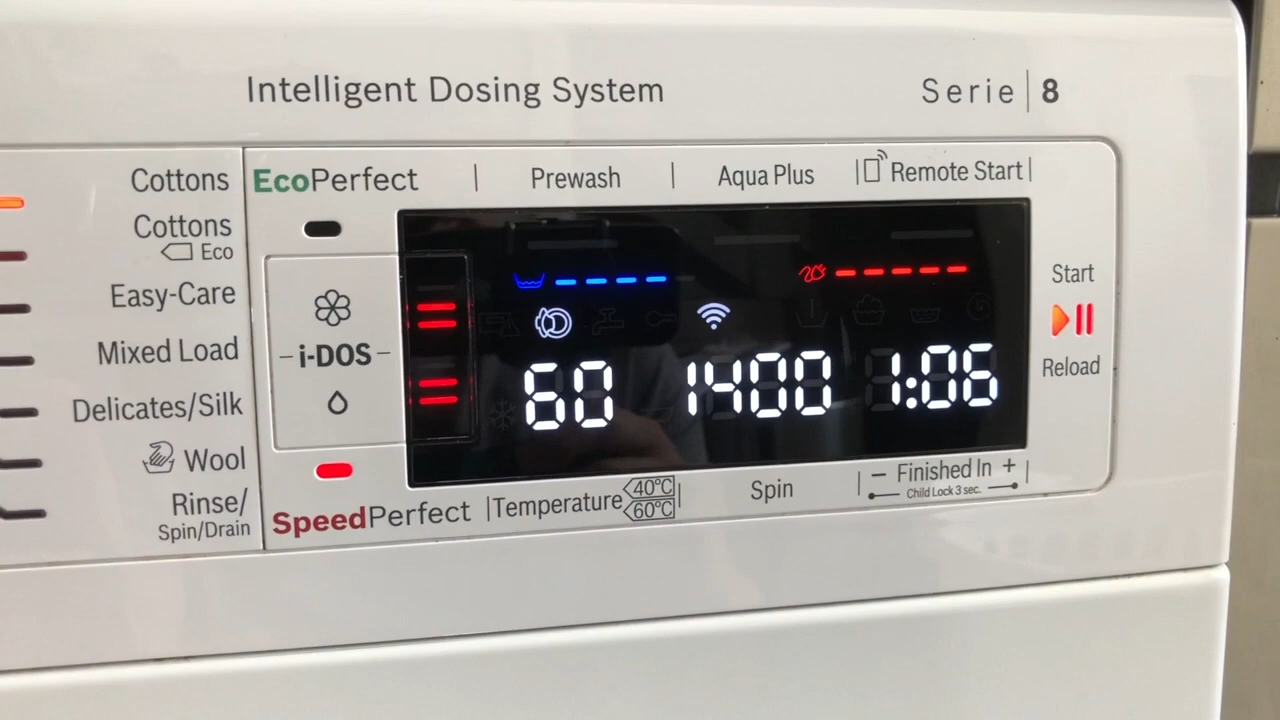 Intelligent Dosing System
Serie | 8
Cottons
Cottons
Eco
Easy-Care
Mixed Load
Delicates/Silk
Wool
Rinse/
Spin/Drain
EcoPerfect | Prewash | Aqua Plus | Remote Start |
- i-DOS -
60 1400 1:06
SpeedPerfect | Temperature 40°C 60°C | Spin | - Finished In + |
Child Lock 3 sec.
Start
Reload